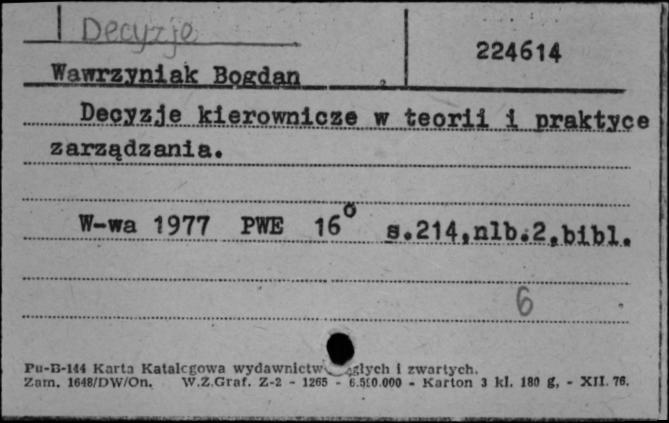 Decyzje
224614
Wawrzyniak Bogdan
Decyzje kierownicze w teorii i praktyce
zarządzania.
W-wa 1977 PWE 16° s.214,nlb.2,bibl.
6
Pu-B-144 Karta Katalogowa wydawnictw ciągłych i zwartych.
Zam. 1648/DW/On. W.Z.Graf. Z-2 - 1265 - 6.500.000 - Karton 3 kl. 180 g, - XII. 76.